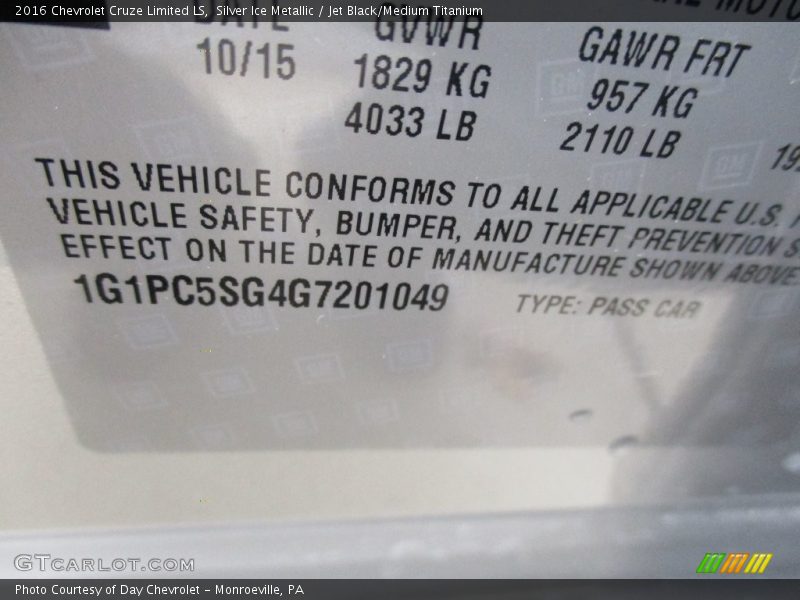 2016 Chevrolet Cruze Limited LS, Silver Ice Metallic / Jet Black/Medium Titanium
DATE GVWR GAWR FRT
10/15 1829 KG 957 KG
4033 LB 2110 LB
THIS VEHICLE CONFORMS TO ALL APPLICABLE U.S.
VEHICLE SAFETY, BUMPER, AND THEFT PREVENTION S
EFFECT ON THE DATE OF MANUFACTURE SHOWN ABOVE
1G1PC5SG4G7201049 TYPE: PASS CAR
GTCARLOT.COM
Photo Courtesy of Day Chevrolet - Monroeville, PA